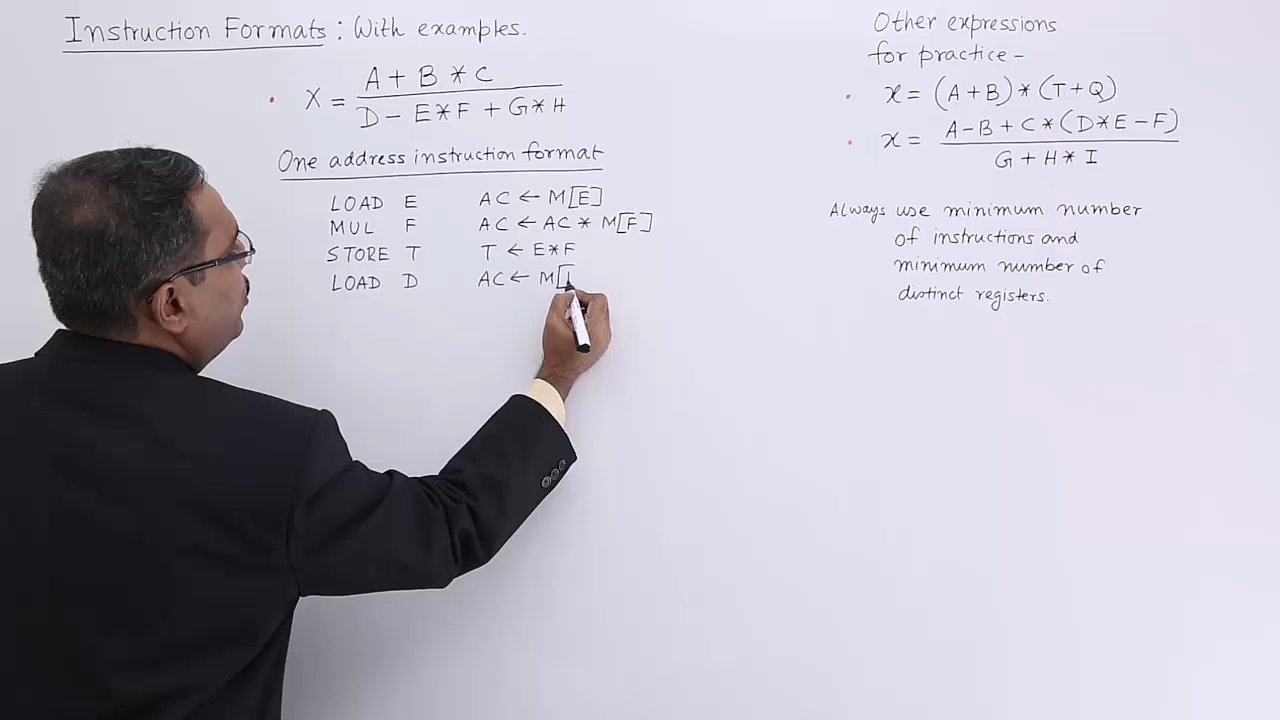 Instruction Formats : With examples.
• X = (A + B * C) / (D - E * F + G * H)
One address instruction format
LOAD E AC ← M[E]
MUL F AC ← AC * M[F]
STORE T T ← E*F
LOAD D AC ← M[
Other expressions
for practice -
• x = (A+B) * (T+Q)
• x = (A-B + C*(D*E-F)) / (G + H * I)
Always use minimum number
of instructions and
minimum number of
distinct registers.